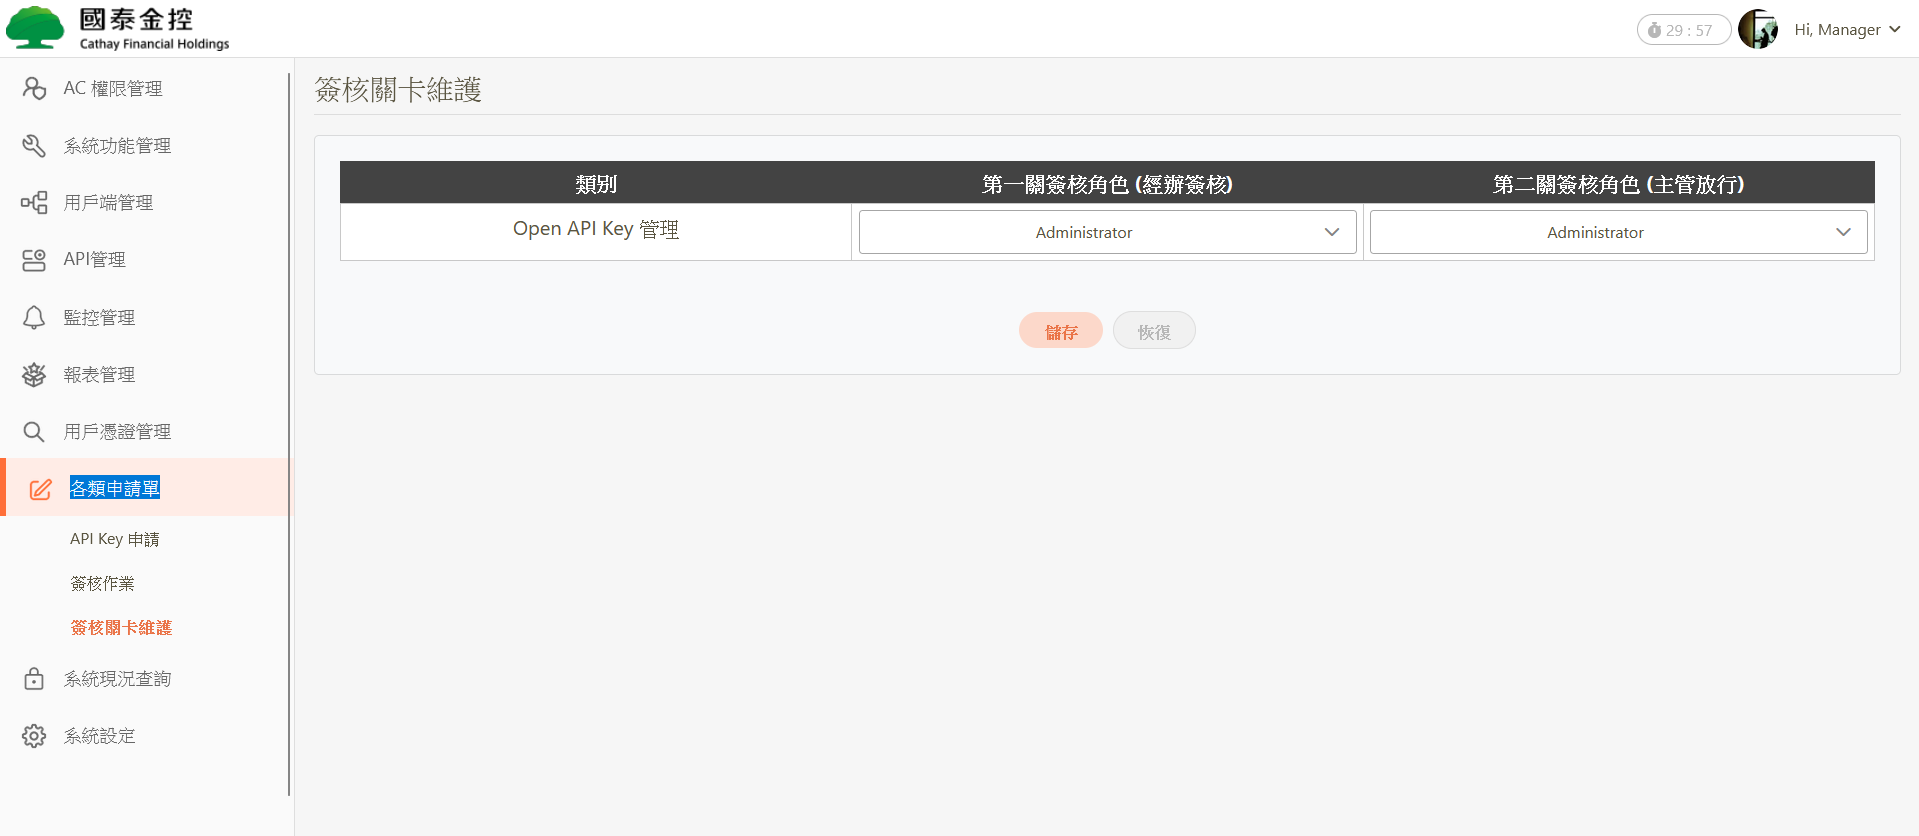 國泰金控
Cathay Financial Holdings
29 : 57
Hi, Manager
AC 權限管理
系統功能管理
用戶端管理
API管理
監控管理
報表管理
用戶憑證管理
各類申請單
API Key 申請
簽核作業
簽核關卡維護
系統現況查詢
系統設定
簽核關卡維護
類別 第一關簽核角色 (經辦簽核) 第二關簽核角色 (主管放行)
Open API Key 管理 Administrator Administrator
儲存 恢復